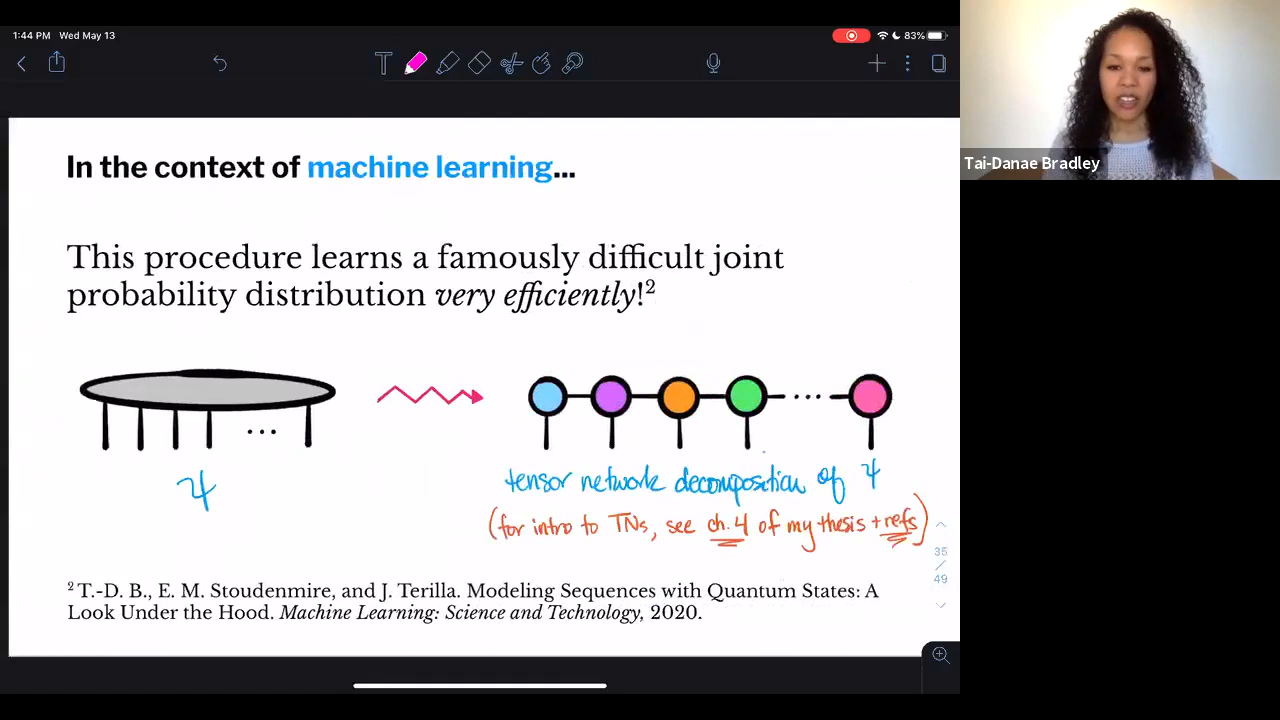 1:44 PM Wed May 13
83%
In the context of machine learning...
This procedure learns a famously difficult joint
probability distribution very efficiently!²
...
...
ψ
tensor network decomposition of ψ
(for intro to TNs, see ch. 4 of my thesis + refs)
35
/
49
² T.-D. B., E. M. Stoudenmire, and J. Terilla. Modeling Sequences with Quantum States: A
Look Under the Hood. Machine Learning: Science and Technology, 2020.
Tai-Danae Bradley